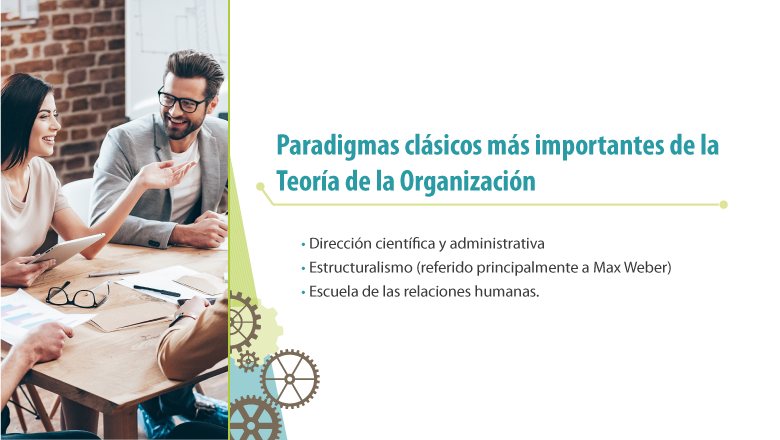 Paradigmas clásicos más importantes de la
Teoría de la Organización
• Dirección científica y administrativa
• Estructuralismo (referido principalmente a Max Weber)
• Escuela de las relaciones humanas.